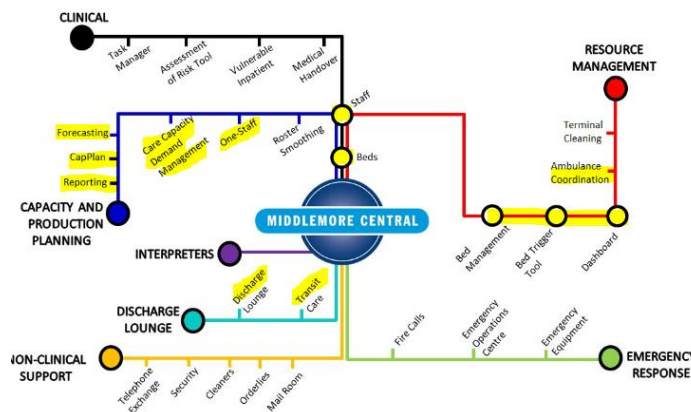 CLINICAL
Task
Manager
Assessment
of Risk Tool
Vulnerable
Inpatient
Medical
Handover
Staff
RESOURCE
MANAGEMENT
Forecasting
CapPlan
Reporting
Care Capacity
Demand
Management
One-Staff
Roster
Smoothing
Beds
Terminal
Cleaning
Ambulance
Coordination
CAPACITY AND
PRODUCTION
PLANNING
MIDDLEMORE CENTRAL
Bed
Management
Bed Trigger
Tool
Dashboard
INTERPRETERS
Discharge
Lounge
Transit
Care
DISCHARGE
LOUNGE
Fire Calls
Emergency
Operations
Centre
Emergency
Equipment
NON-CLINICAL
SUPPORT
Telephone
Exchange
Security
Cleaners
Orderlies
Mail Room
EMERGENCY
RESPONSE